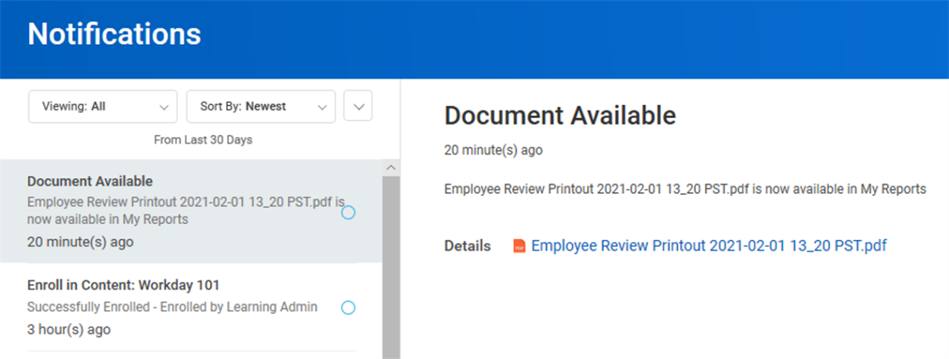 Notifications
Viewing: All
Sort By: Newest
From Last 30 Days
Document Available
Employee Review Printout 2021-02-01 13_20 PST.pdf is
now available in My Reports
20 minute(s) ago
Enroll in Content: Workday 101
Successfully Enrolled - Enrolled by Learning Admin
3 hour(s) ago
Document Available
20 minute(s) ago
Employee Review Printout 2021-02-01 13_20 PST.pdf is now available in My Reports
Details Employee Review Printout 2021-02-01 13_20 PST.pdf